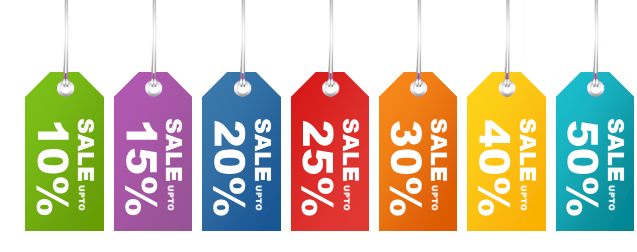 SALE UPTO
10%
SALE UPTO
15%
SALE UPTO
20%
SALE UPTO
25%
SALE UPTO
30%
SALE UPTO
40%
SALE UPTO
50%